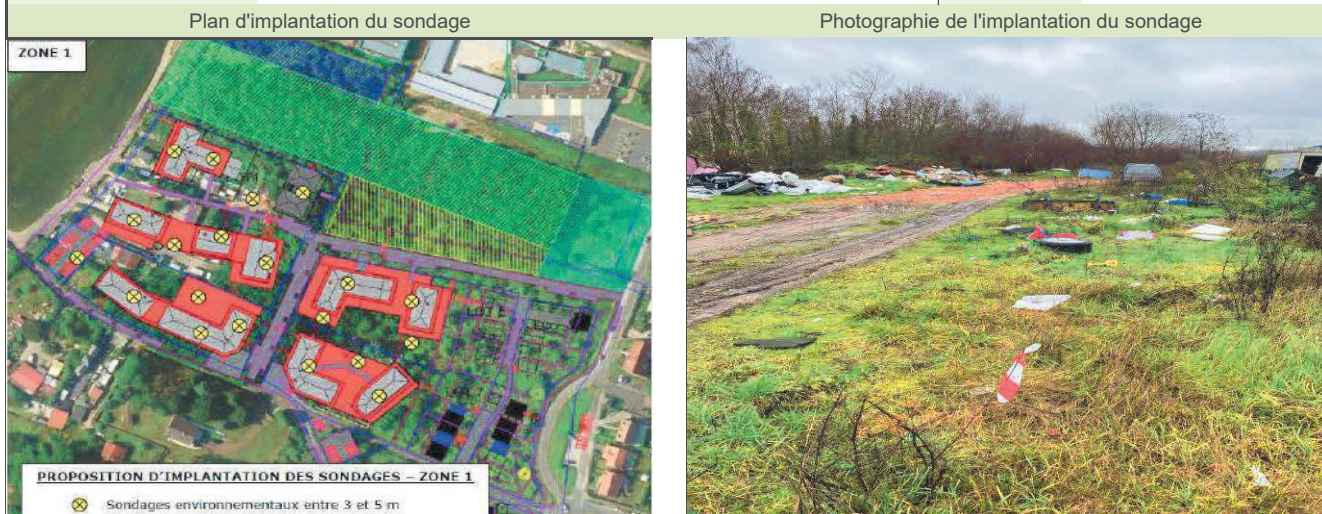 Plan d'implantation du sondage
Photographie de l'implantation du sondage
ZONE 1
PROPOSITION D'IMPLANTATION DES SONDAGES – ZONE 1
Sondages environnementaux entre 3 et 5 m